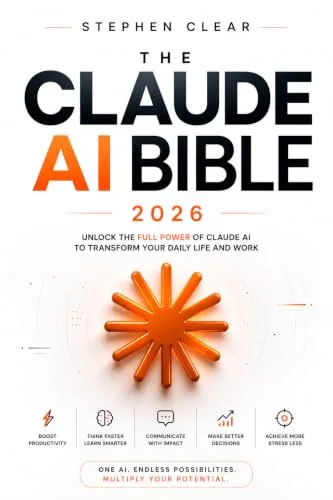 STEPHEN CLEAR
THE
CLAUDE
AI BIBLE
2026
UNLOCK THE FULL POWER OF CLAUDE AI
TO TRANSFORM YOUR DAILY LIFE AND WORK
BOOST
PRODUCTIVITY
THINK FASTER
LEARN SMARTER
COMMUNICATE
WITH IMPACT
MAKE BETTER
DECISIONS
ACHIEVE MORE
STRESS LESS
ONE AI. ENDLESS POSSIBILITIES.
MULTIPLY YOUR POTENTIAL.